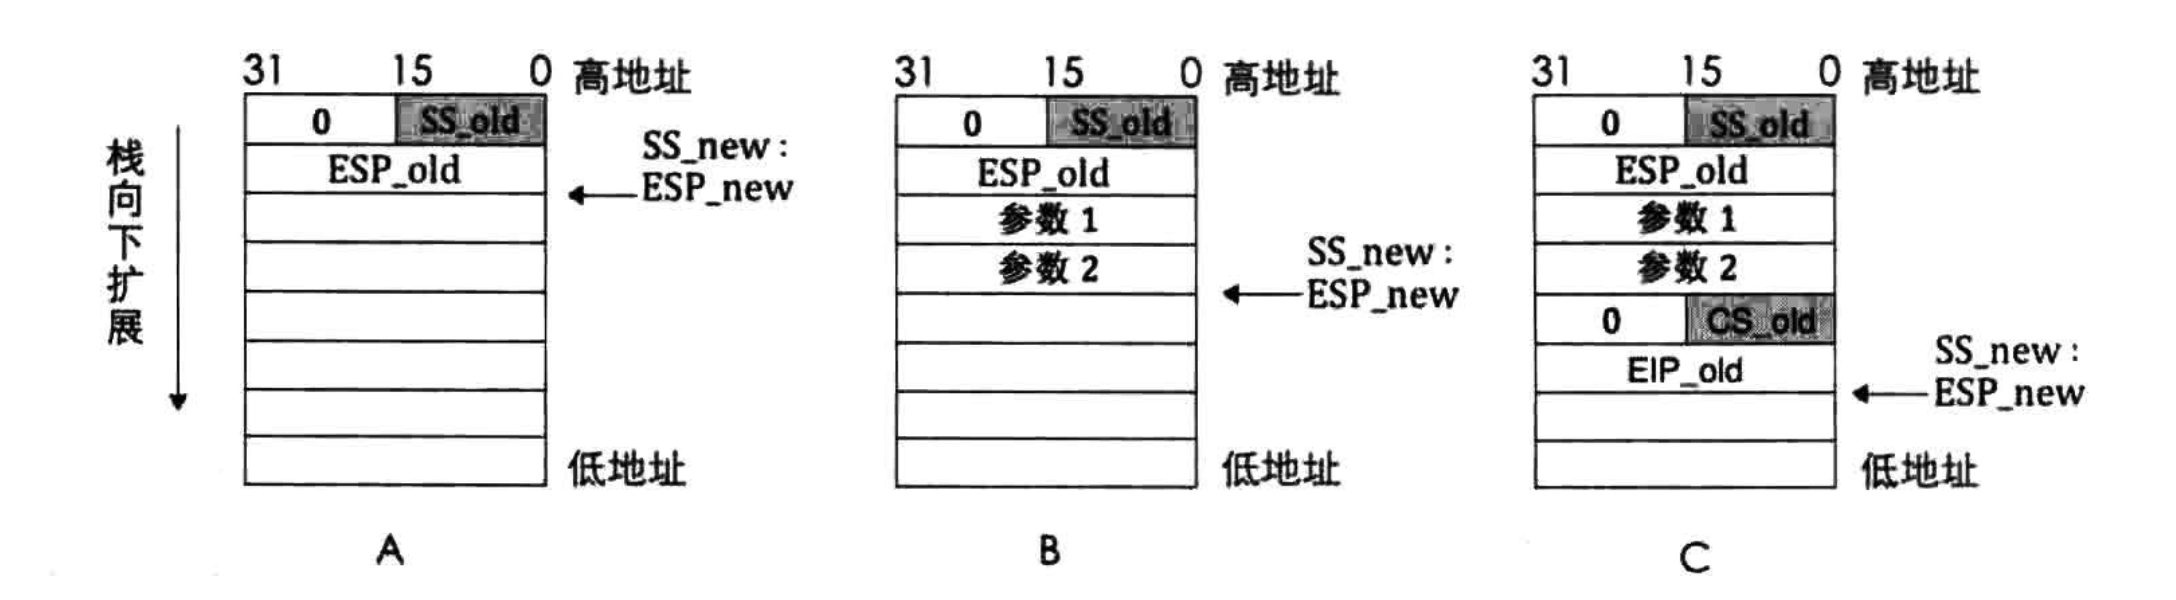 栈向下扩展
31 15 0 高地址
0 SS_old
ESP_old
SS_new:
ESP_new
低地址
A
31 15 0 高地址
0 SS_old
ESP_old
参数 1
参数 2
SS_new:
ESP_new
低地址
B
31 15 0 高地址
0 SS_old
ESP_old
参数 1
参数 2
0 CS_old
EIP_old
SS_new:
ESP_new
低地址
C